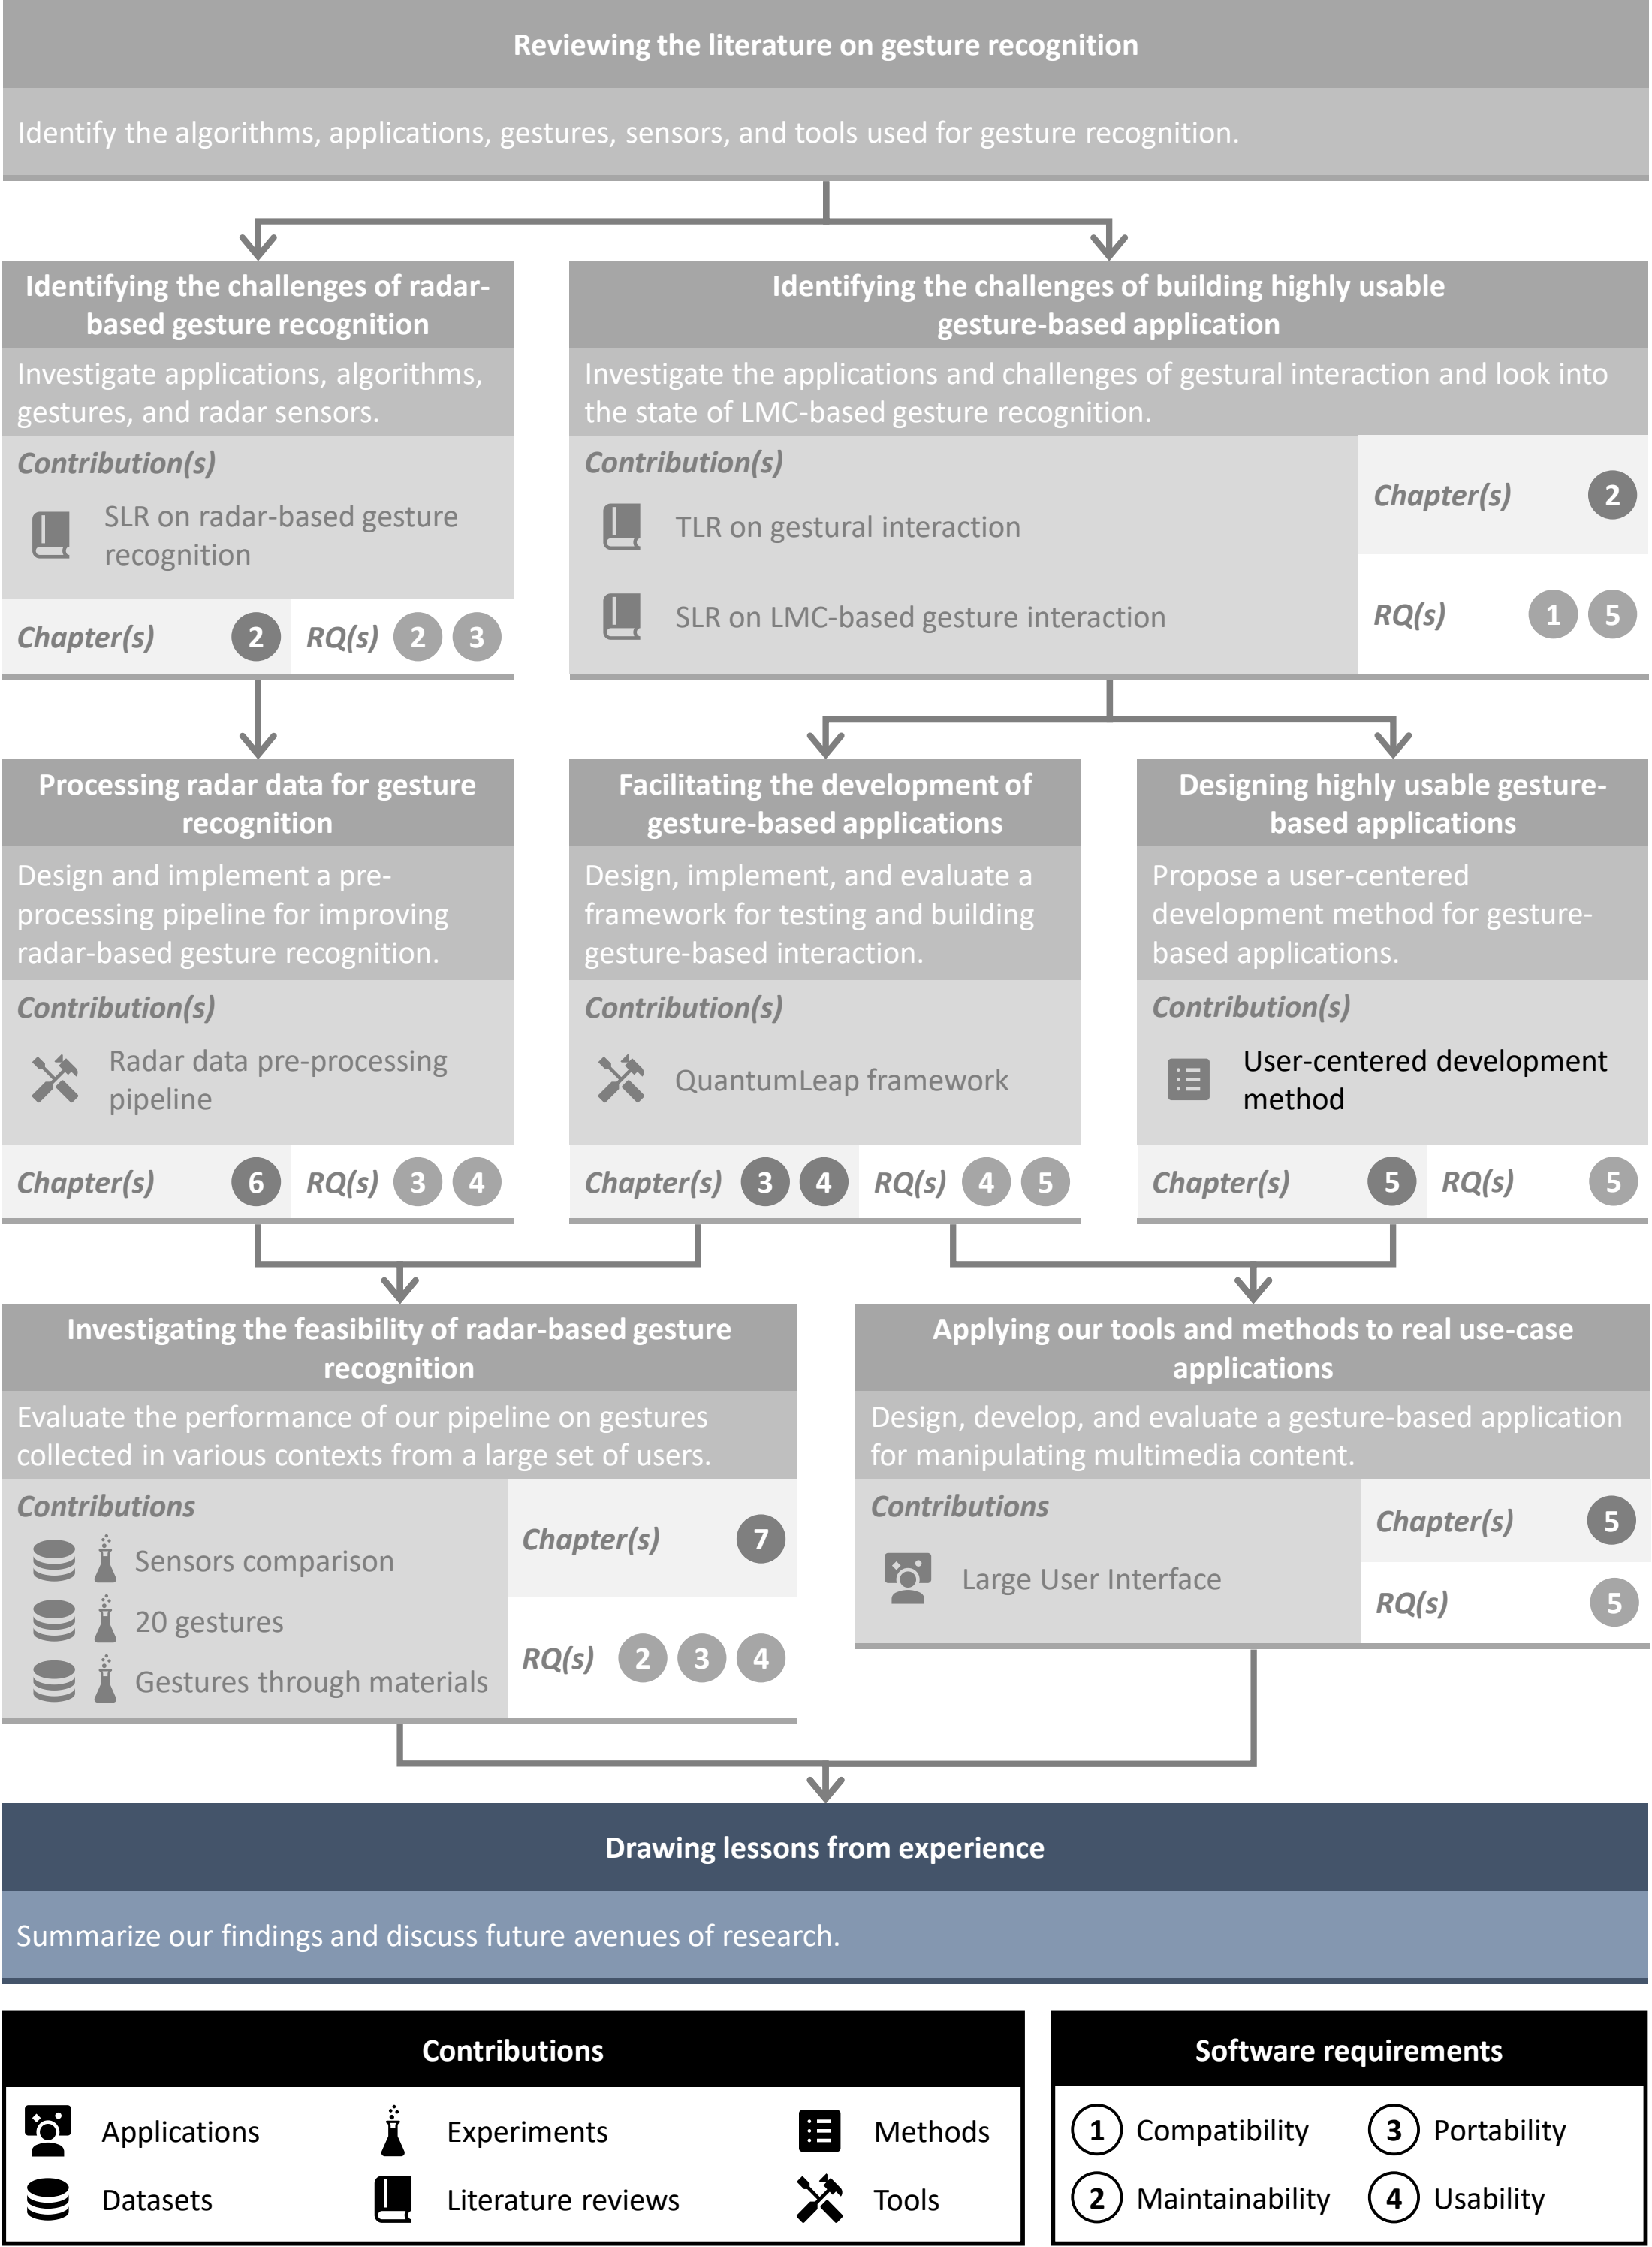 Reviewing the literature on gesture recognition
Identify the algorithms, applications, gestures, sensors, and tools used for gesture recognition.
Identifying the challenges of radar-
based gesture recognition
Investigate applications, algorithms,
gestures, and radar sensors.
Contribution(s)
SLR on radar-based gesture
recognition
Chapter(s) 2 RQ(s) 2 3
Identifying the challenges of building highly usable
gesture-based application
Investigate the applications and challenges of gestural interaction and look into
the state of LMC-based gesture recognition.
Contribution(s)
TLR on gestural interaction
SLR on LMC-based gesture interaction
Chapter(s) 2
RQ(s) 1 5
Processing radar data for gesture
recognition
Design and implement a pre-
processing pipeline for improving
radar-based gesture recognition.
Contribution(s)
Radar data pre-processing
pipeline
Chapter(s) 6 RQ(s) 3 4
Facilitating the development of
gesture-based applications
Design, implement, and evaluate a
framework for testing and building
gesture-based interaction.
Contribution(s)
QuantumLeap framework
Chapter(s) 3 4 RQ(s) 4 5
Designing highly usable gesture-
based applications
Propose a user-centered
development method for gesture-
based applications.
Contribution(s)
User-centered development
method
Chapter(s) 5 RQ(s) 5
Investigating the feasibility of radar-based gesture
recognition
Evaluate the performance of our pipeline on gestures
collected in various contexts from a large set of users.
Contributions
Sensors comparison
20 gestures
Gestures through materials
Chapter(s) 7
RQ(s) 2 3 4
Applying our tools and methods to real use-case
applications
Design, develop, and evaluate a gesture-based application
for manipulating multimedia content.
Contributions
Large User Interface
Chapter(s) 5
RQ(s) 5
Drawing lessons from experience
Summarize our findings and discuss future avenues of research.
Contributions
Applications Experiments Methods
Datasets Literature reviews Tools
Software requirements
1 Compatibility 3 Portability
2 Maintainability 4 Usability